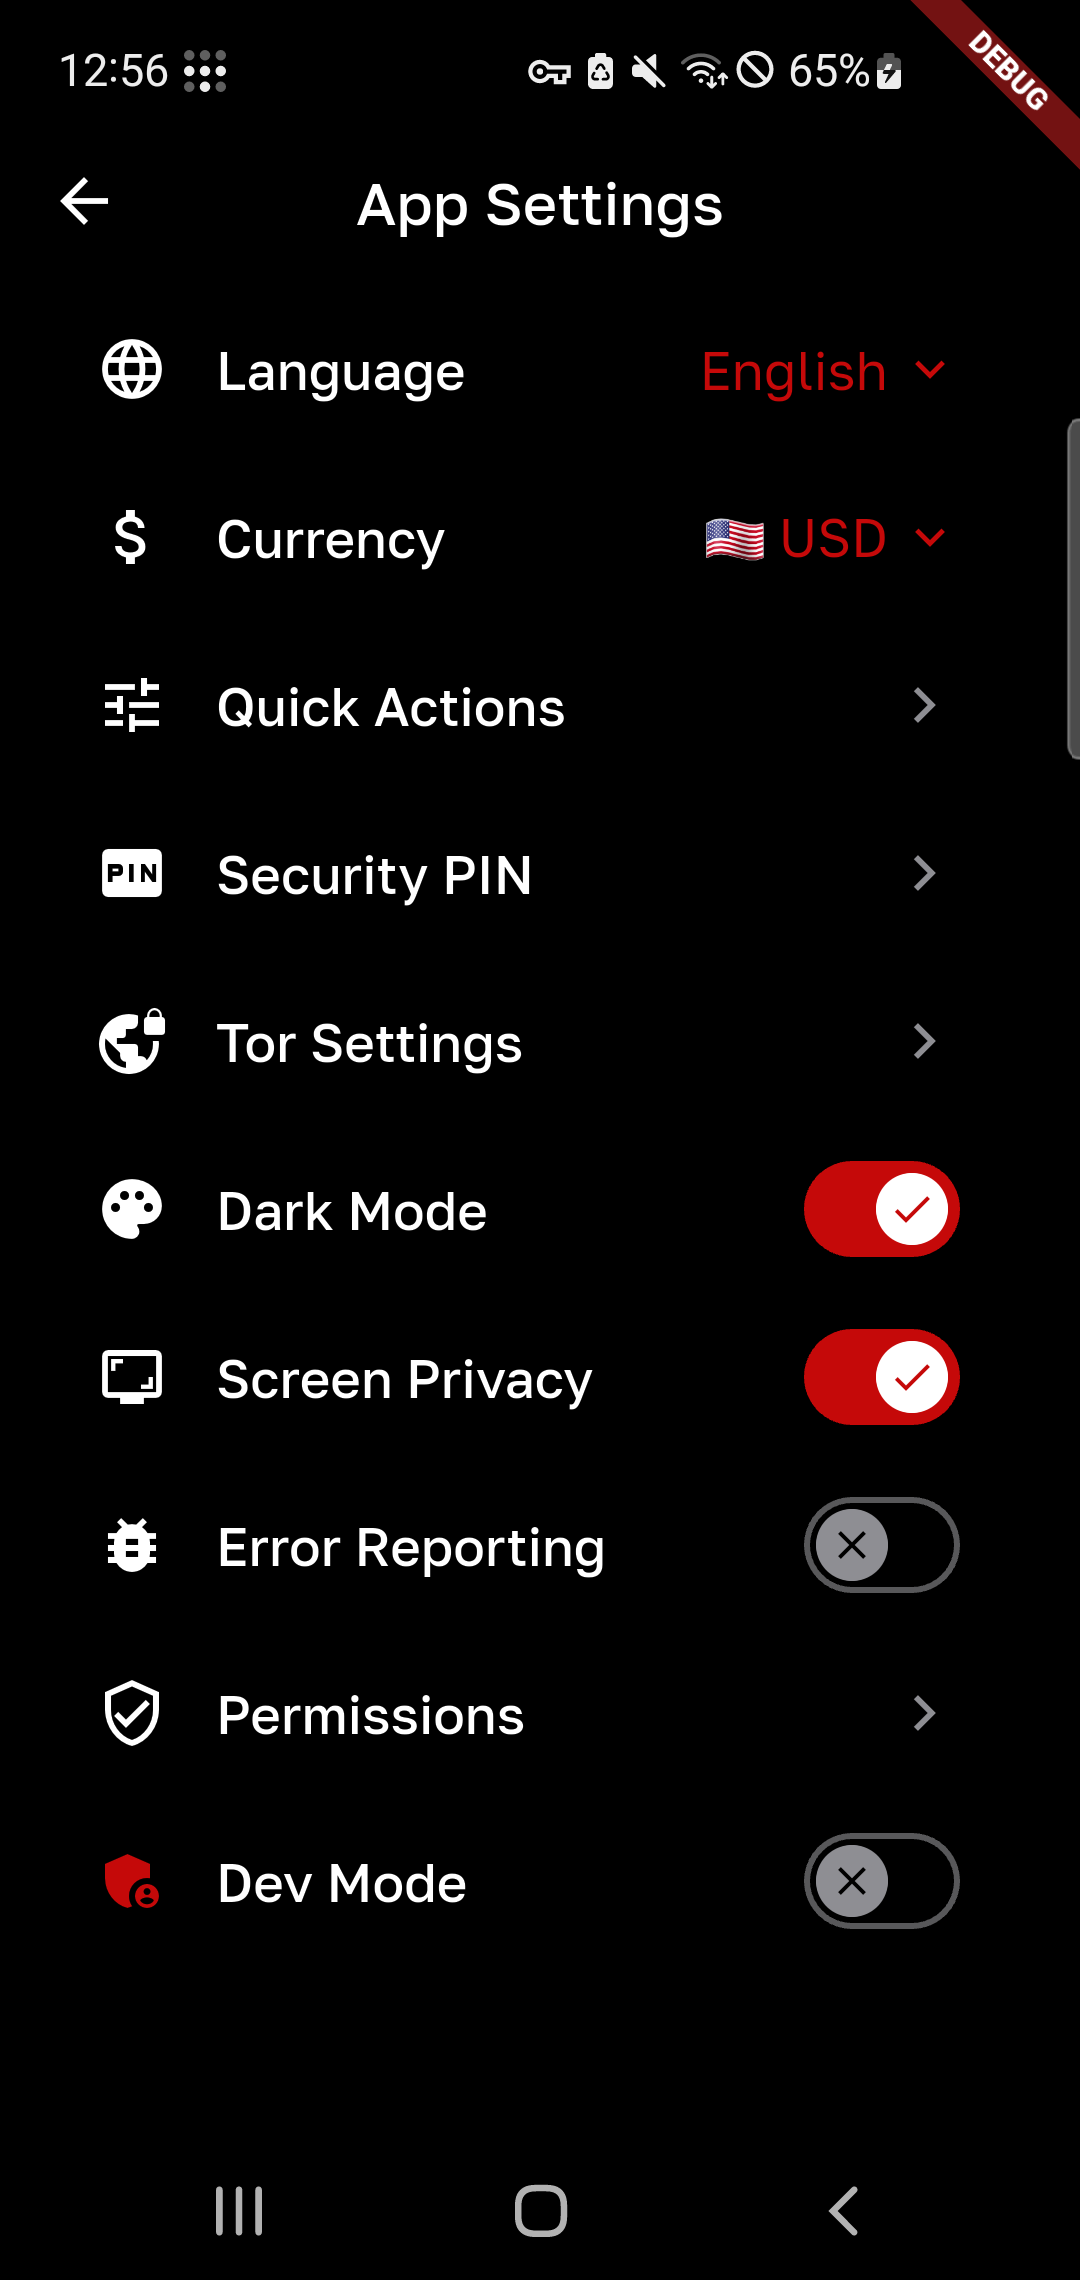 12:56 65%
DEBUG
App Settings
Language English
Currency USD
Quick Actions
PIN Security PIN
Tor Settings
Dark Mode
Screen Privacy
Error Reporting
Permissions
Dev Mode